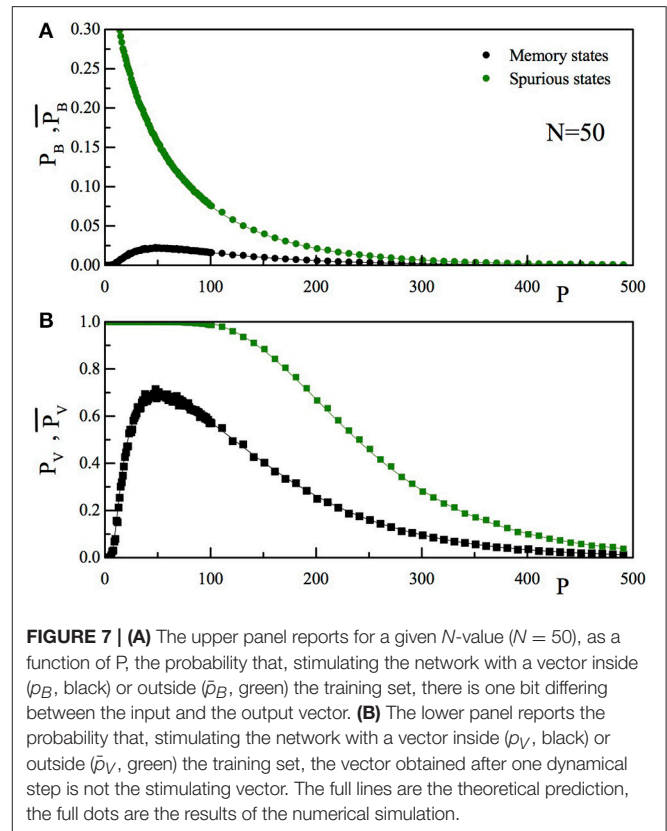 A
0.30
0.25
0.20
0.15
0.10
0.05
0.00
P_B , \overline{P_B}
Memory states
Spurious states
N=50
0 100 200 300 400 500
P
B
1.0
0.8
0.6
0.4
0.2
0.0
P_V , \overline{P_V}
0 100 200 300 400 500
P
FIGURE 7 | (A) The upper panel reports for a given N-value (N = 50), as a
function of P, the probability that, stimulating the network with a vector inside
(p_B, black) or outside (p̄_B, green) the training set, there is one bit differing
between the input and the output vector. (B) The lower panel reports the
probability that, stimulating the network with a vector inside (p_V, black) or
outside (p̄_V, green) the training set, the vector obtained after one dynamical
step is not the stimulating vector. The full lines are the theoretical prediction,
the full dots are the results of the numerical simulation.